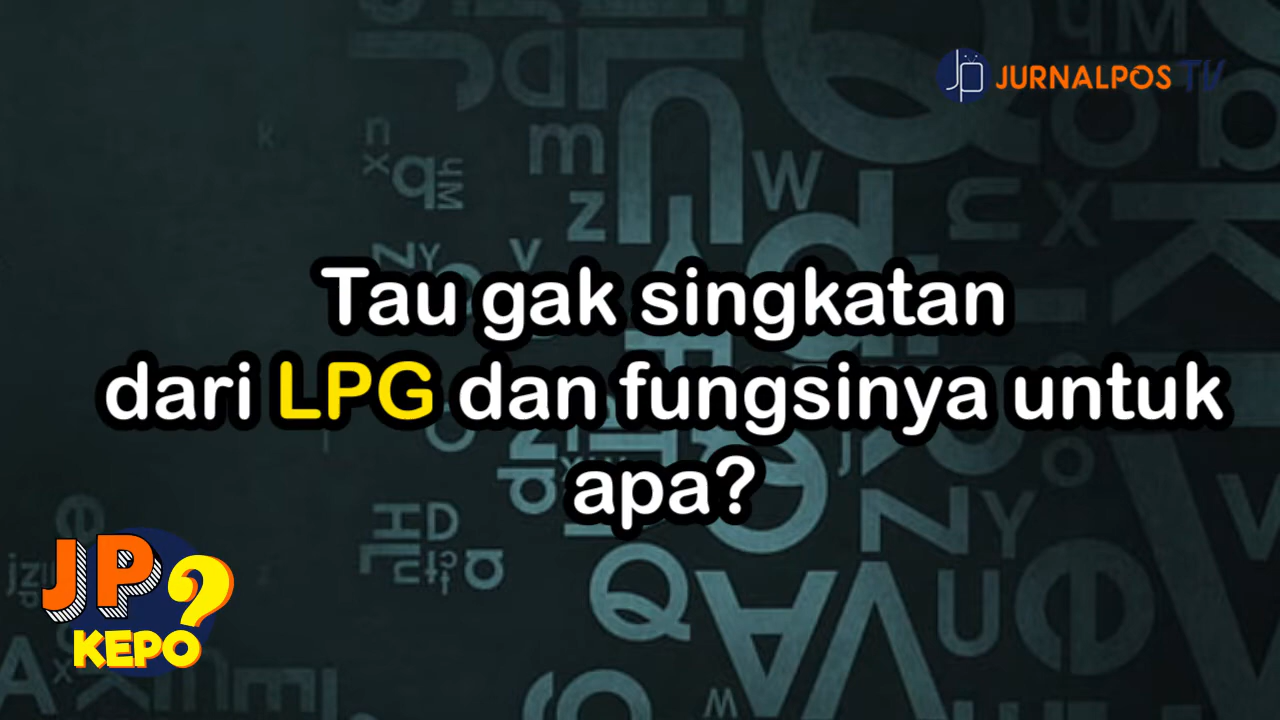 JURNALPOS TV
Tau gak singkatan
dari LPG dan fungsinya untuk
apa?
JP?
KEPO